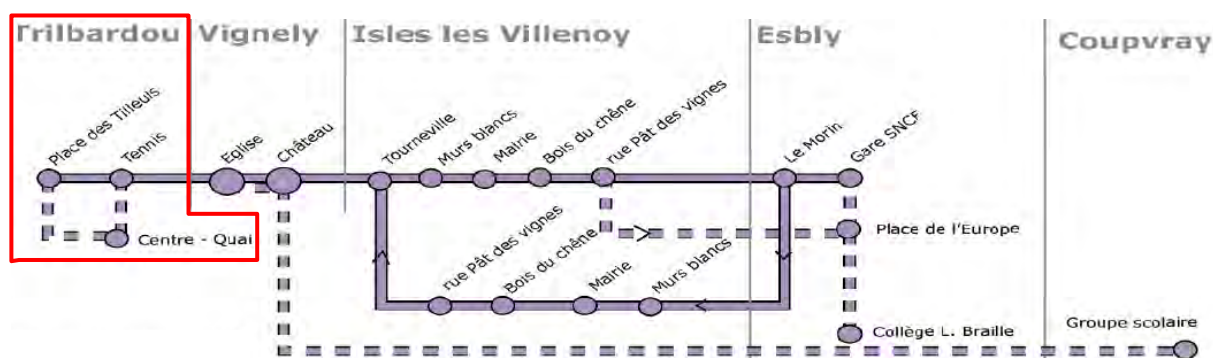 Trilbardou
Vignely
Isles les Villenoy
Esbly
Coupvray
Place des Tilleuls
Tennis
Eglise
Château
Tourneville
Murs blancs
Mairie
Bois du chêne
rue Pât des vignes
Le Morin
Gare SNCF
Centre - Quai
Place de l'Europe
rue Pât des vignes
Bois du chêne
Mairie
Murs blancs
Collège L. Braille
Groupe scolaire